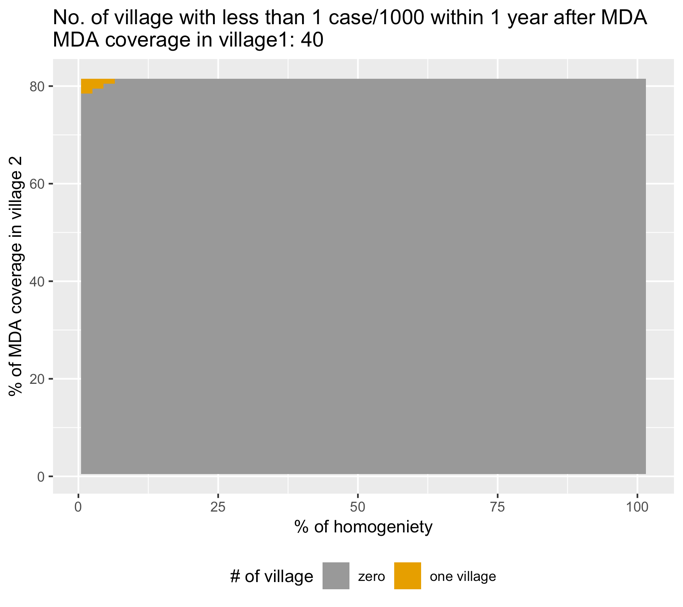 No. of village with less than 1 case/1000 within 1 year after MDA
MDA coverage in village1: 40
% of MDA coverage in village 2
80
60
40
20
0
0 25 50 75 100
% of homogeniety
# of village zero one village